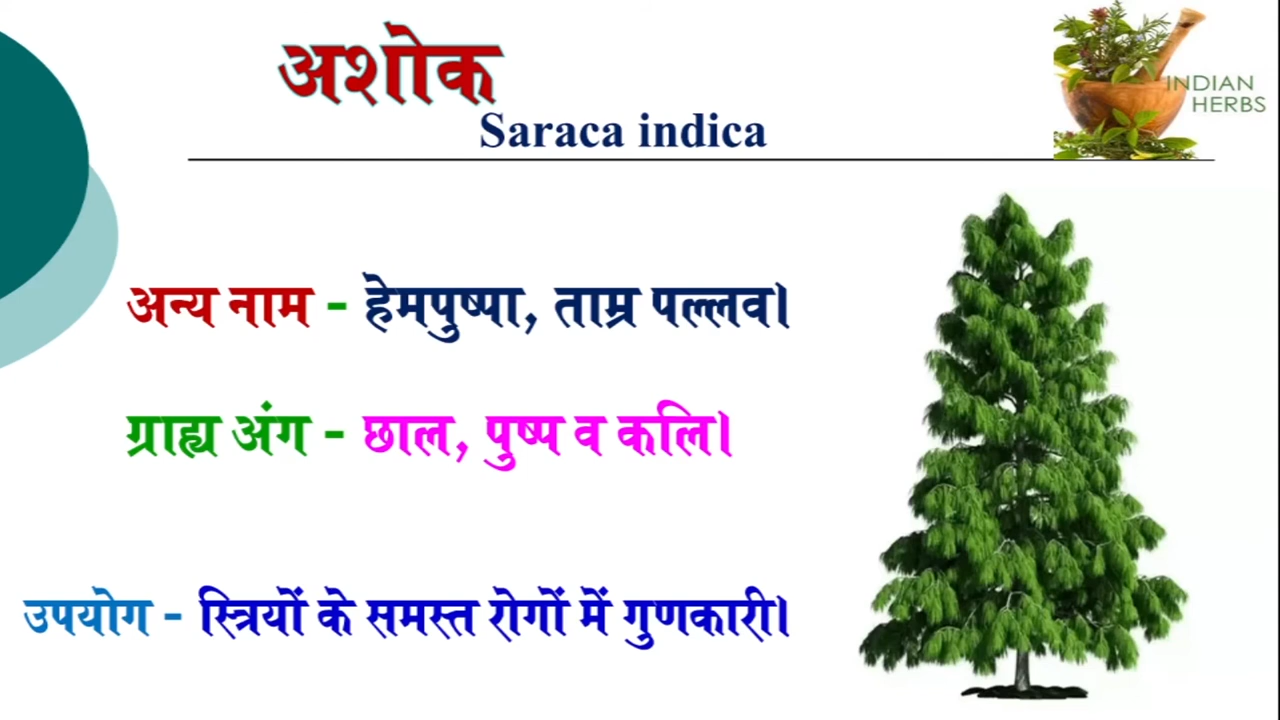 अशोक
Saraca indica
INDIAN
HERBS
अन्य नाम - हेमपुष्पा, ताम्र पल्लव।
ग्राह्य अंग - छाल, पुष्प व कलि।
उपयोग - स्त्रियों के समस्त रोगों में गुणकारी।